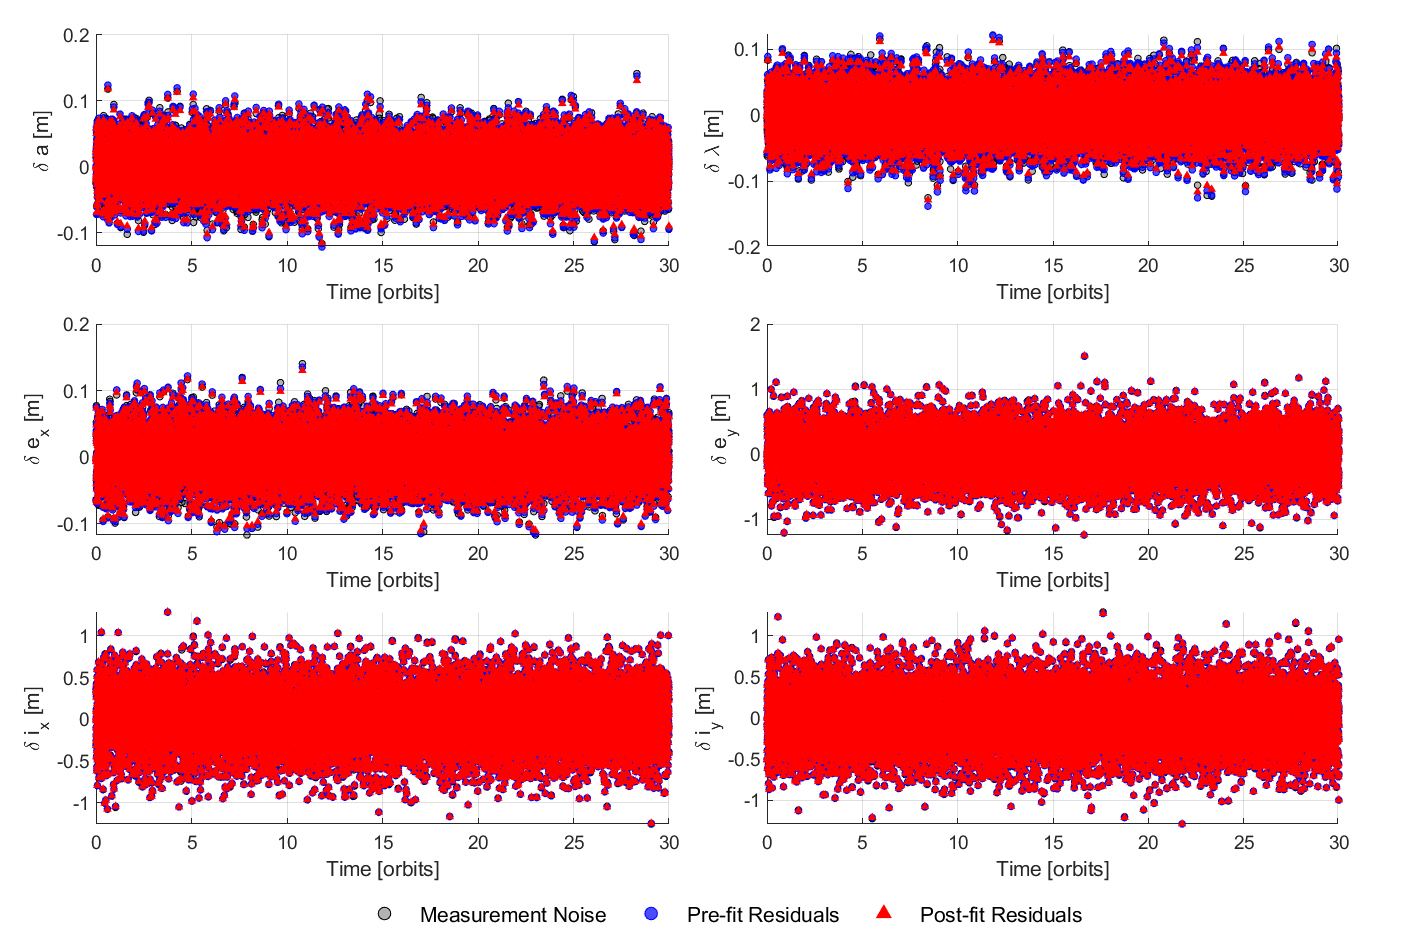 0.2
0.1
0
-0.1
δ a [m]
0 5 10 15 20 25 30
Time [orbits]
0.1
0
-0.1
-0.2
δ λ [m]
0 5 10 15 20 25 30
Time [orbits]
0.2
0.1
0
-0.1
δ e_x [m]
0 5 10 15 20 25 30
Time [orbits]
2
1
0
-1
δ e_y [m]
0 5 10 15 20 25 30
Time [orbits]
1
0.5
0
-0.5
-1
δ i_x [m]
0 5 10 15 20 25 30
Time [orbits]
1
0.5
0
-0.5
-1
δ i_y [m]
0 5 10 15 20 25 30
Time [orbits]
Measurement Noise Pre-fit Residuals Post-fit Residuals